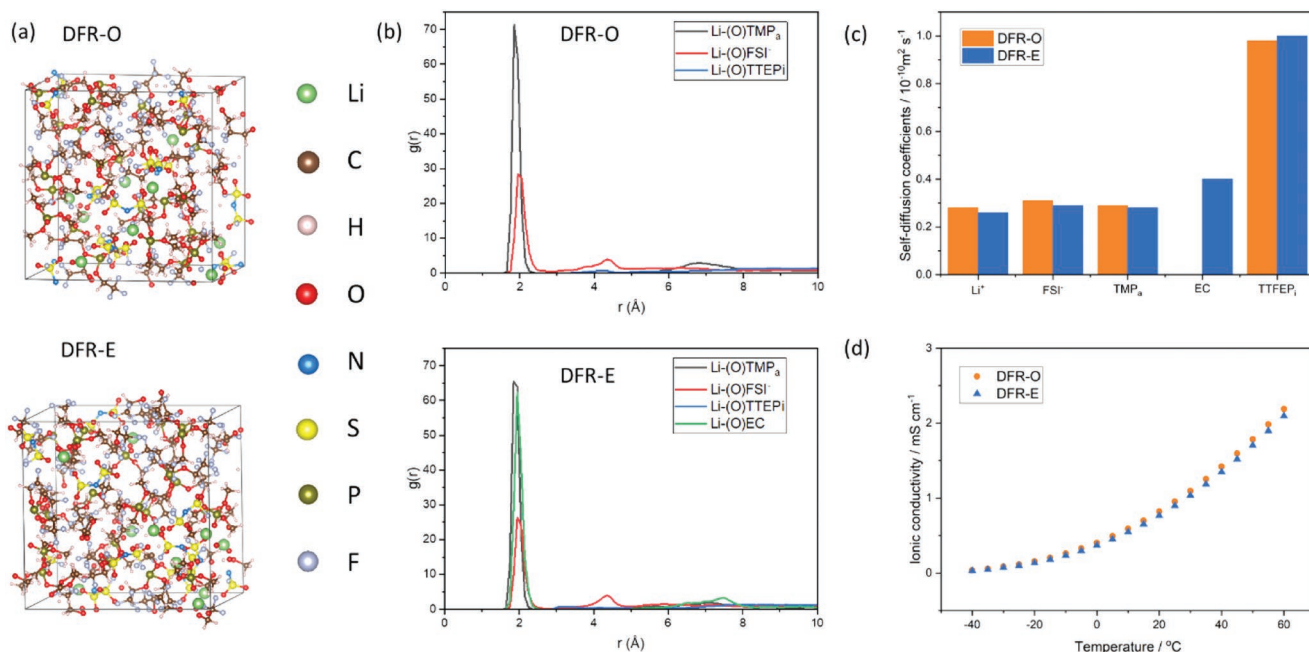 (a)
DFR-O
Li
C
H
O
N
S
P
F
DFR-E
(b)
DFR-O
Li-(O)TMPₐ
Li-(O)FSI⁻
Li-(O)TTEPi
g(r)
70
60
50
40
30
20
10
0
0 2 4 6 8 10
r (Å)
DFR-E
Li-(O)TMPₐ
Li-(O)FSI⁻
Li-(O)TTEPi
Li-(O)EC
g(r)
70
60
50
40
30
20
10
0
0 2 4 6 8 10
r (Å)
(c)
DFR-O
DFR-E
Self-diffusion coefficients / 10⁻¹⁰m² s⁻¹
1.0
0.8
0.6
0.4
0.2
0.0
Li⁺ FSI⁻ TMPₐ EC TTFEPᵢ
(d)
DFR-O
DFR-E
Ionic conductivity / mS cm⁻¹
3
2
1
0
-40 -20 0 20 40 60
Temperature / °C